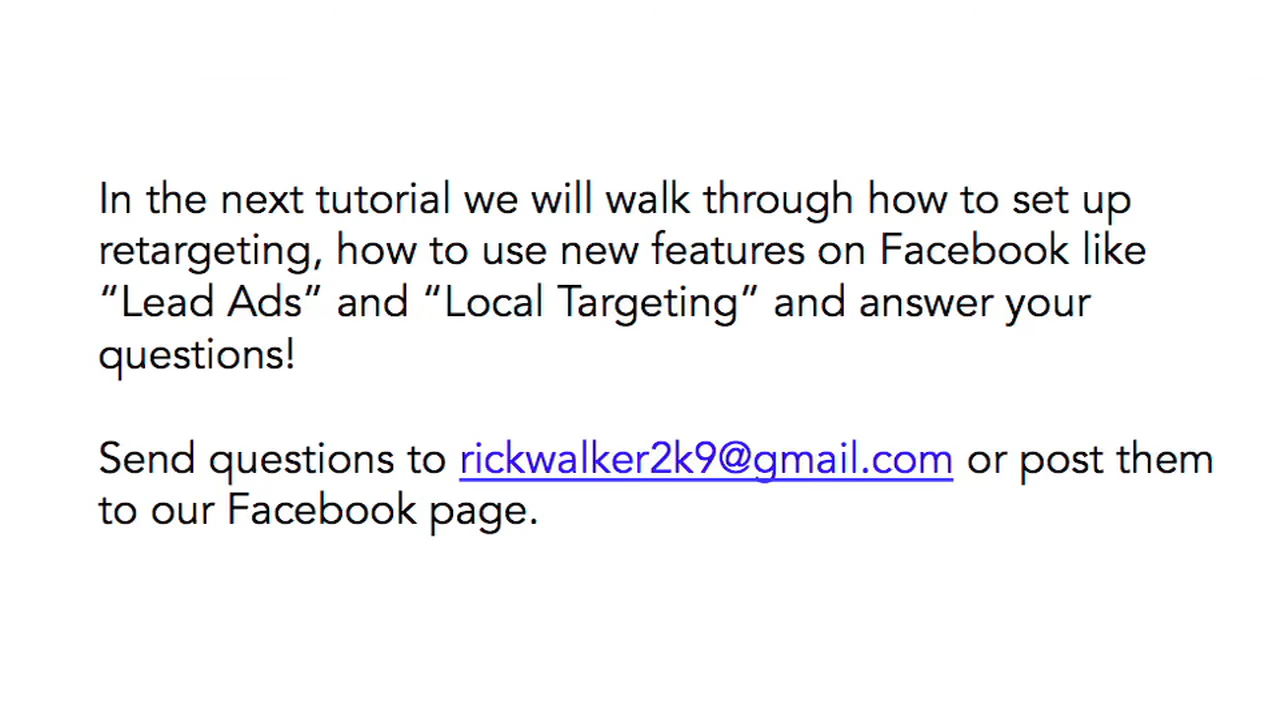 In the next tutorial we will walk through how to set up
retargeting, how to use new features on Facebook like
“Lead Ads” and “Local Targeting” and answer your
questions!
Send questions to rickwalker2k9@gmail.com or post them
to our Facebook page.